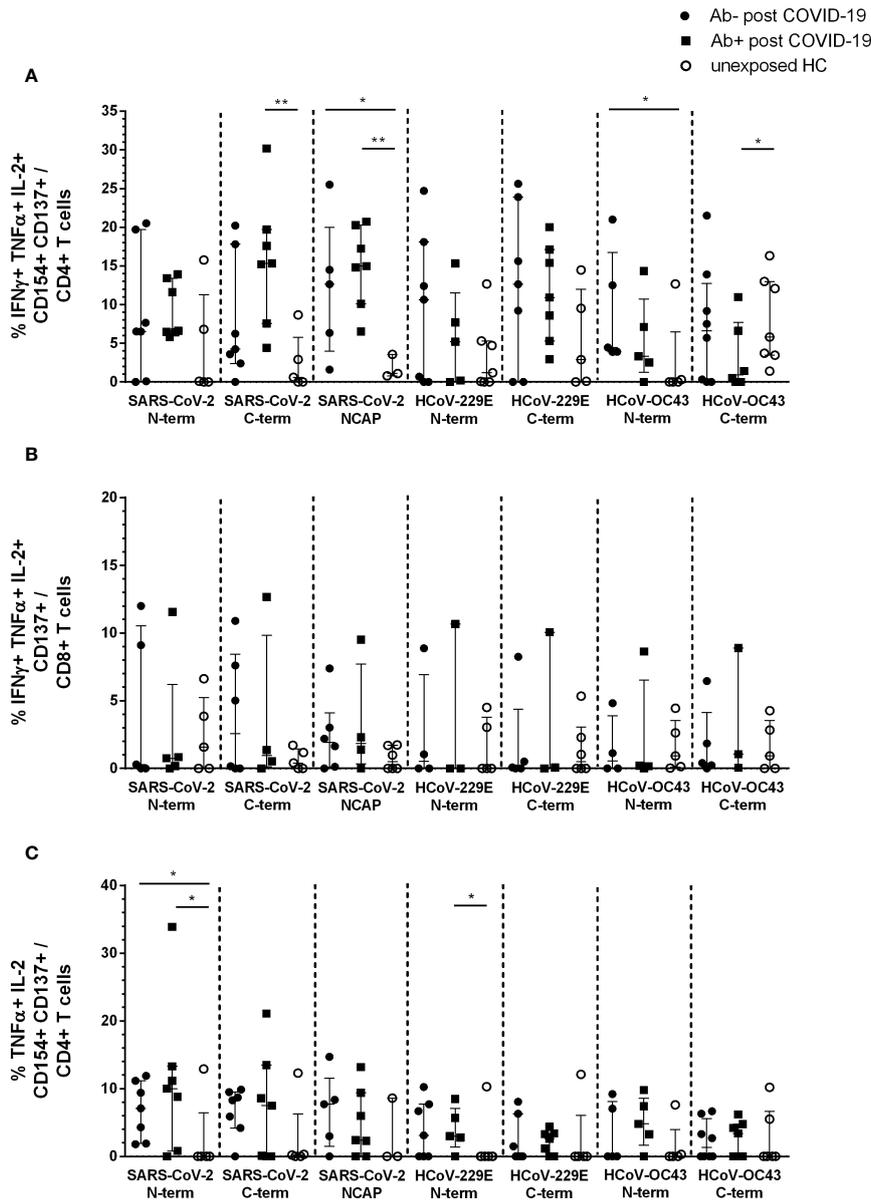 Ab- post COVID-19
Ab+ post COVID-19
unexposed HC
A
% IFNγ+ TNFα+ IL-2+
CD154+ CD137+ /
CD4+ T cells
35
30
25
20
15
10
5
0
** * ** * *
SARS-CoV-2 SARS-CoV-2 SARS-CoV-2 HCoV-229E HCoV-229E HCoV-OC43 HCoV-OC43
N-term C-term NCAP N-term C-term N-term C-term
B
% IFNγ+ TNFα+ IL-2+
CD137+ /
CD8+ T cells
20
15
10
5
0
SARS-CoV-2 SARS-CoV-2 SARS-CoV-2 HCoV-229E HCoV-229E HCoV-OC43 HCoV-OC43
N-term C-term NCAP N-term C-term N-term C-term
C
% TNFα+ IL-2
CD154+ CD137+ /
CD4+ T cells
40
30
20
10
0
* * *
SARS-CoV-2 SARS-CoV-2 SARS-CoV-2 HCoV-229E HCoV-229E HCoV-OC43 HCoV-OC43
N-term C-term NCAP N-term C-term N-term C-term